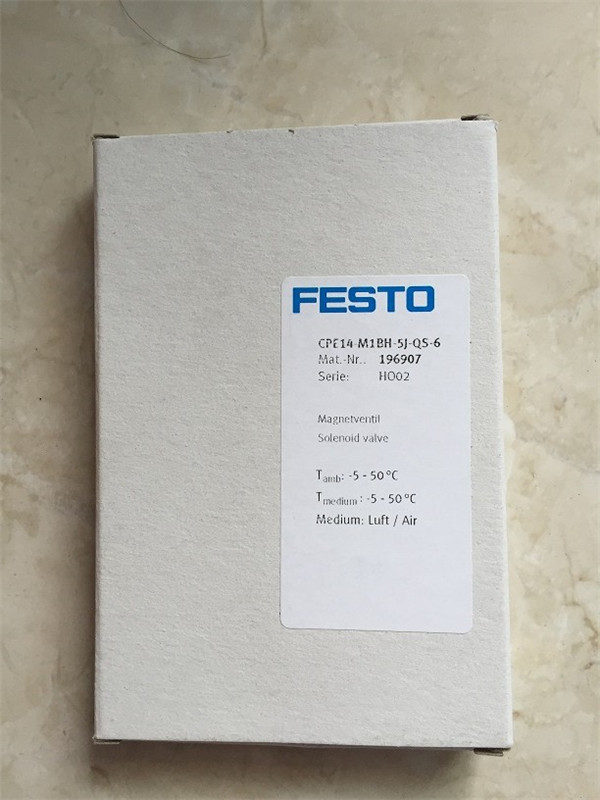 FESTO
CPE14-M1BH-5J-QS-6
Mat.-Nr.: 196907
Serie: HO02
Magnetventil
Solenoid valve
Tamb: -5 - 50 °C
Tmedium: -5 - 50 °C
Medium: Luft / Air